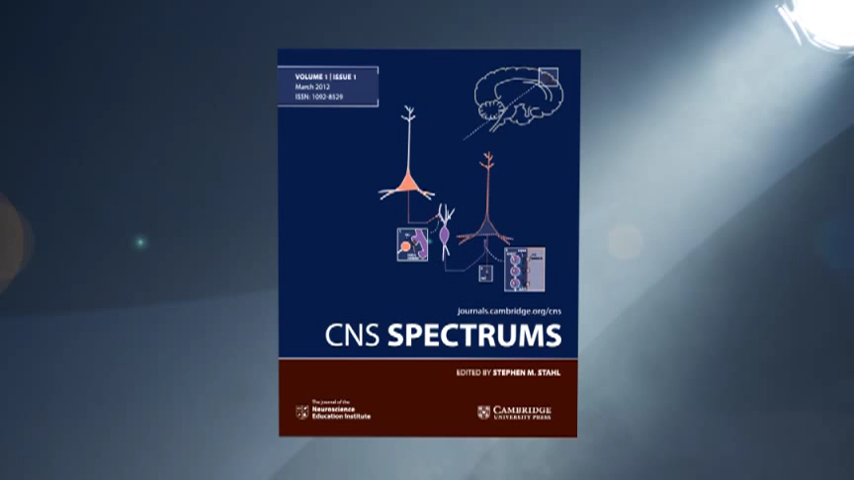 VOLUME 1 | ISSUE 1
March 2012
ISSN: 1092-8529
journals.cambridge.org/cns
CNS SPECTRUMS
EDITED BY STEPHEN M. STAHL
The Journal of the
Neuroscience
Education Institute
CAMBRIDGE
UNIVERSITY PRESS